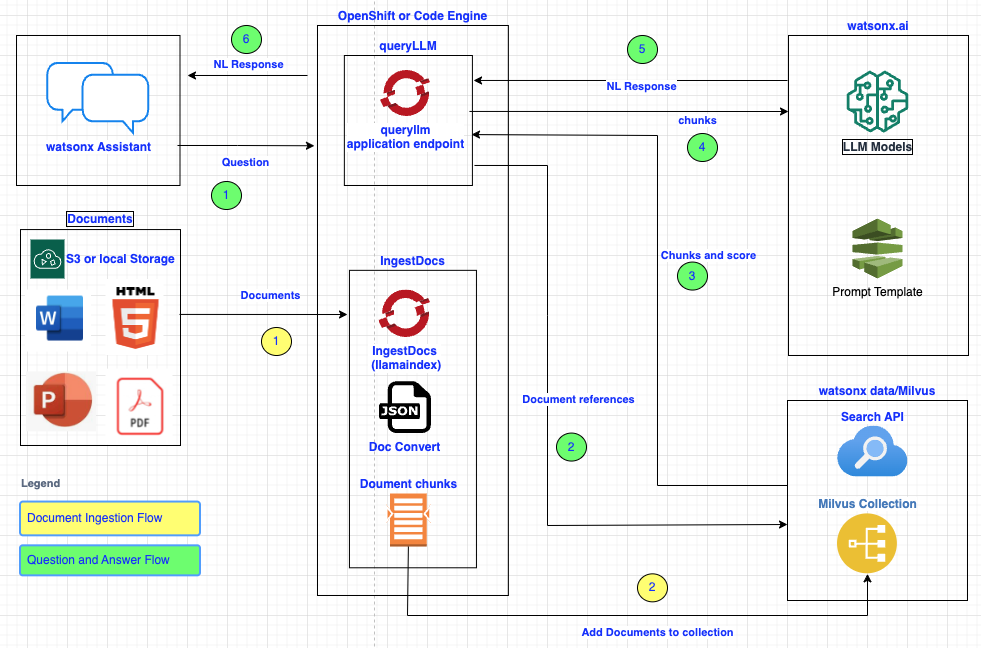 OpenShift or Code Engine
watsonx.ai
6
NL Response
queryLLM
5
NL Response
watsonx Assistant
queryllm
application endpoint
chunks
4
LLM Models
Question
1
Documents
S3 or local Storage
W
HTML
5
P
PDF
Documents
1
IngestDocs
IngestDocs
(llamaindex)
JSON
Doc Convert
Doument chunks
Chunks and score
3
Prompt Template
Document references
2
watsonx data/Milvus
Search API
Milvus Collection
Legend
Document Ingestion Flow
Question and Answer Flow
2
Add Documents to collection